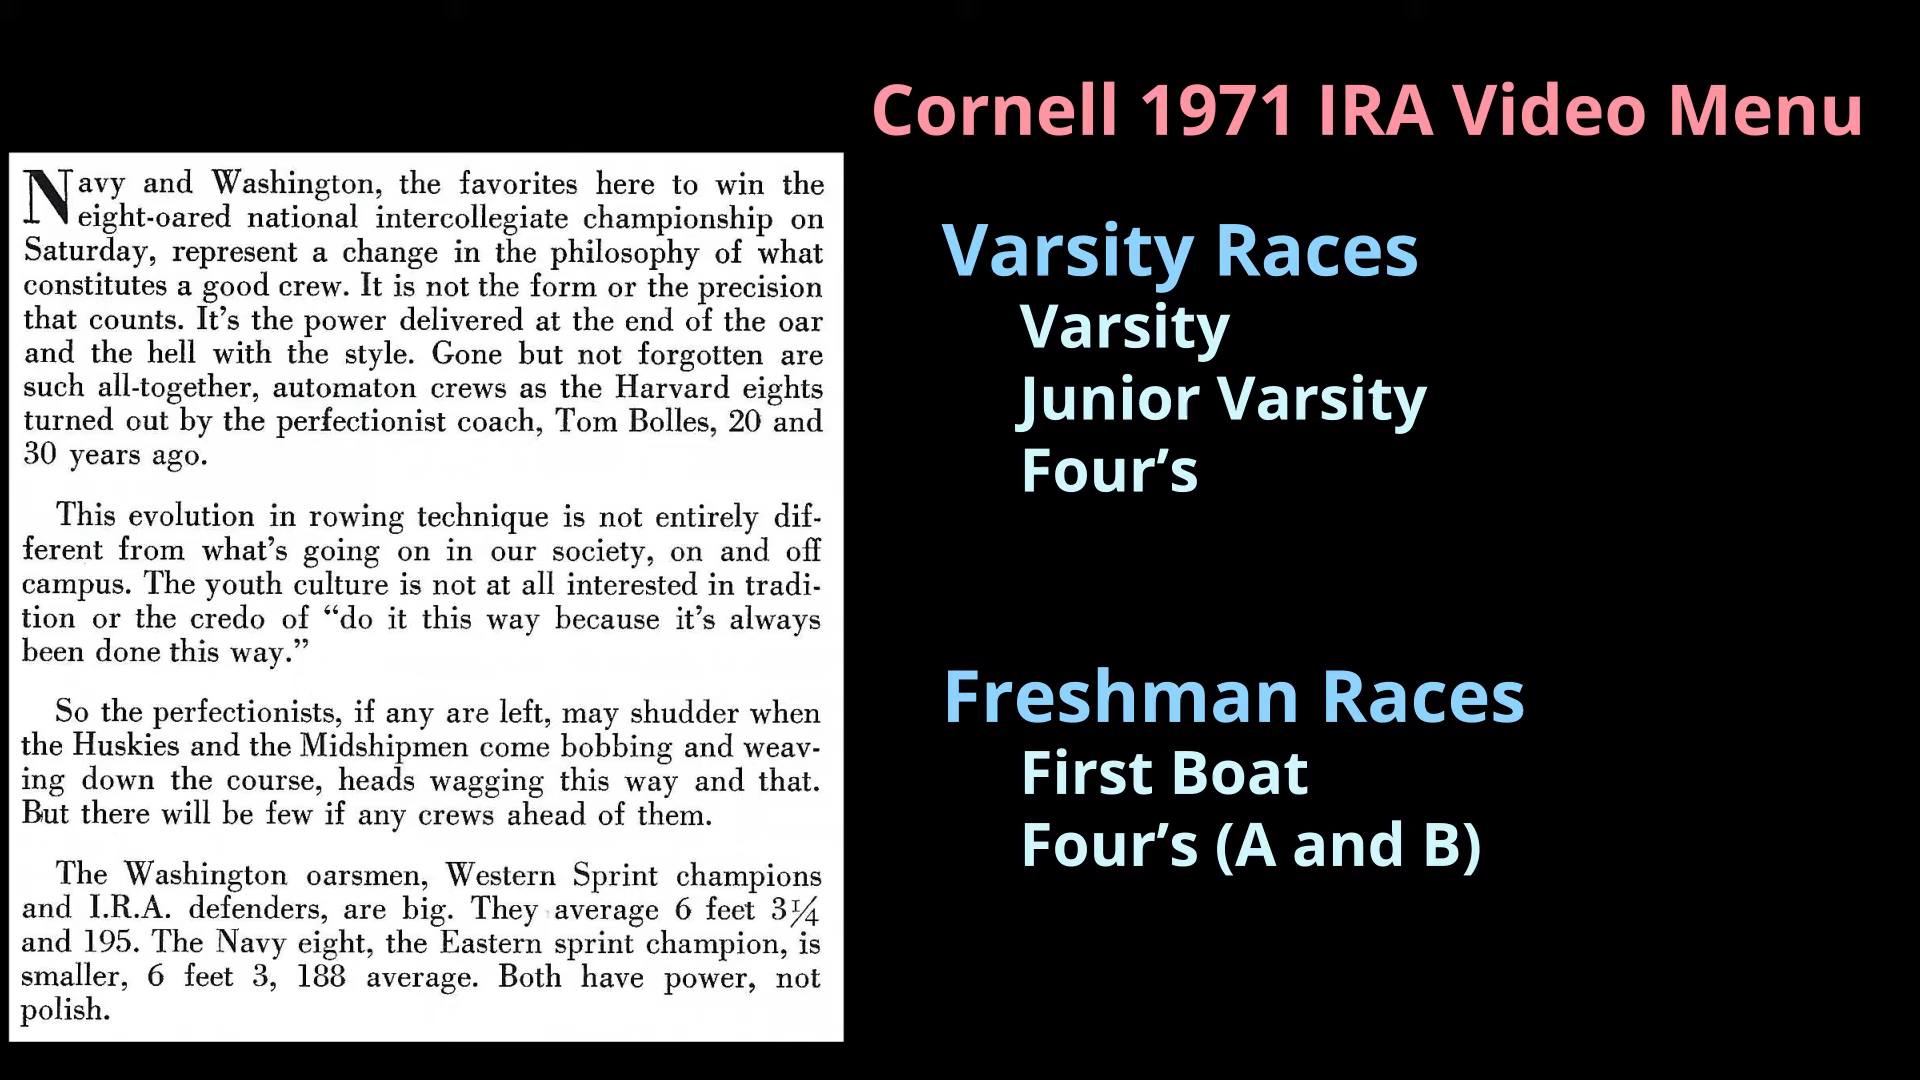 Cornell 1971 IRA Video Menu
Navy and Washington, the favorites here to win the
eight-oared national intercollegiate championship on
Saturday, represent a change in the philosophy of what
constitutes a good crew. It is not the form or the precision
that counts. It's the power delivered at the end of the oar
and the hell with the style. Gone but not forgotten are
such all-together, automaton crews as the Harvard eights
turned out by the perfectionist coach, Tom Bolles, 20 and
30 years ago.
This evolution in rowing technique is not entirely dif-
ferent from what's going on in our society, on and off
campus. The youth culture is not at all interested in tradi-
tion or the credo of “do it this way because it's always
been done this way.”
So the perfectionists, if any are left, may shudder when
the Huskies and the Midshipmen come bobbing and weav-
ing down the course, heads wagging this way and that.
But there will be few if any crews ahead of them.
The Washington oarsmen, Western Sprint champions
and I.R.A. defenders, are big. They average 6 feet 3¼
and 195. The Navy eight, the Eastern sprint champion, is
smaller, 6 feet 3, 188 average. Both have power, not
polish.
Varsity Races
Varsity
Junior Varsity
Four’s
Freshman Races
First Boat
Four’s (A and B)